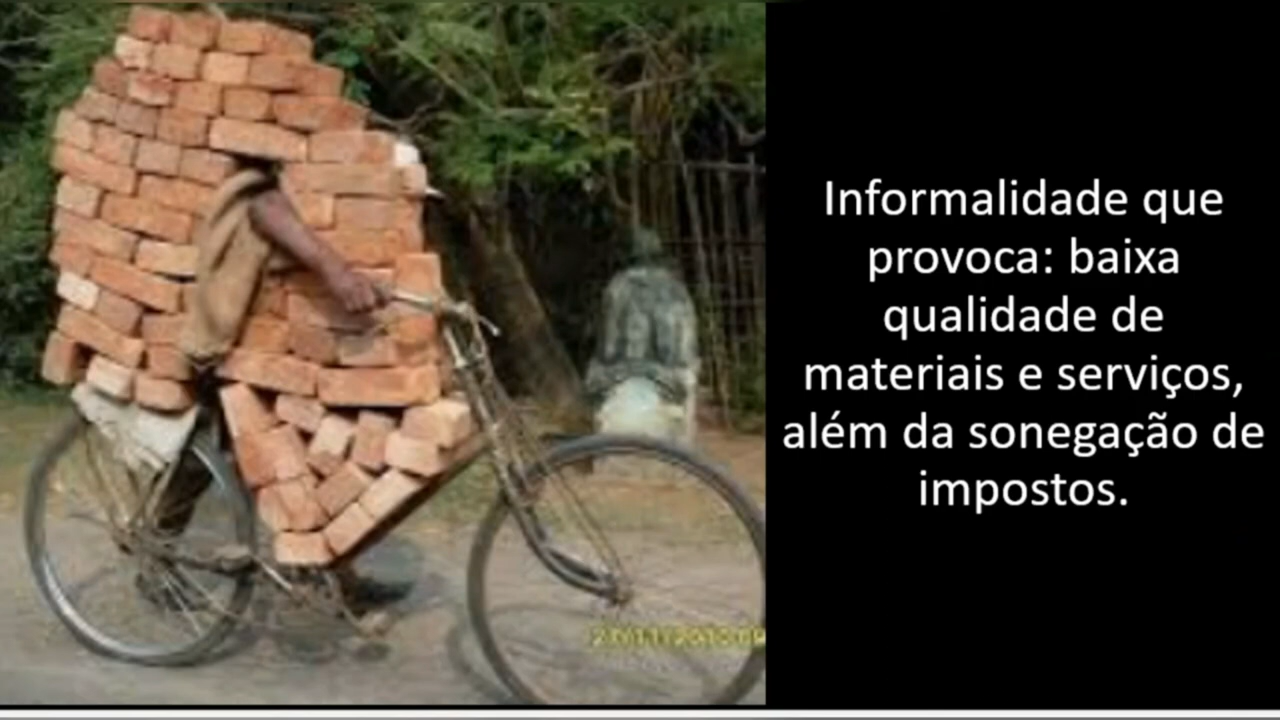 Informalidade que
provoca: baixa
qualidade de
materiais e serviços,
além da sonegação de
impostos.